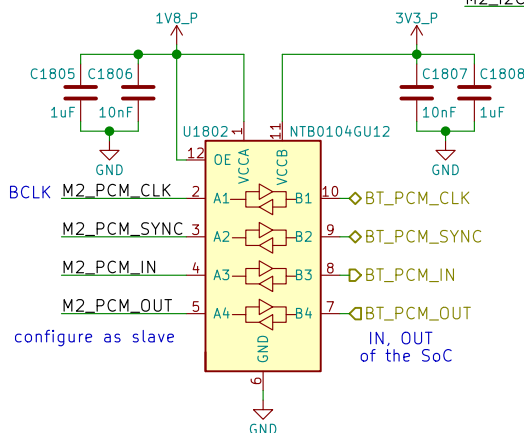 M2_I2C
1V8_P
3V3_P
C1805
C1806
C1807
C1808
1uF
10nF
10nF
1uF
GND
GND
U1802
NTB0104GU12
1
11
VCCA
VCCB
12
OE
BCLK
M2_PCM_CLK
2
A1
B1
10
BT_PCM_CLK
M2_PCM_SYNC
3
A2
B2
9
BT_PCM_SYNC
M2_PCM_IN
4
A3
B3
8
BT_PCM_IN
M2_PCM_OUT
5
A4
B4
7
BT_PCM_OUT
configure as slave
IN, OUT
of the SoC
GND
6
GND